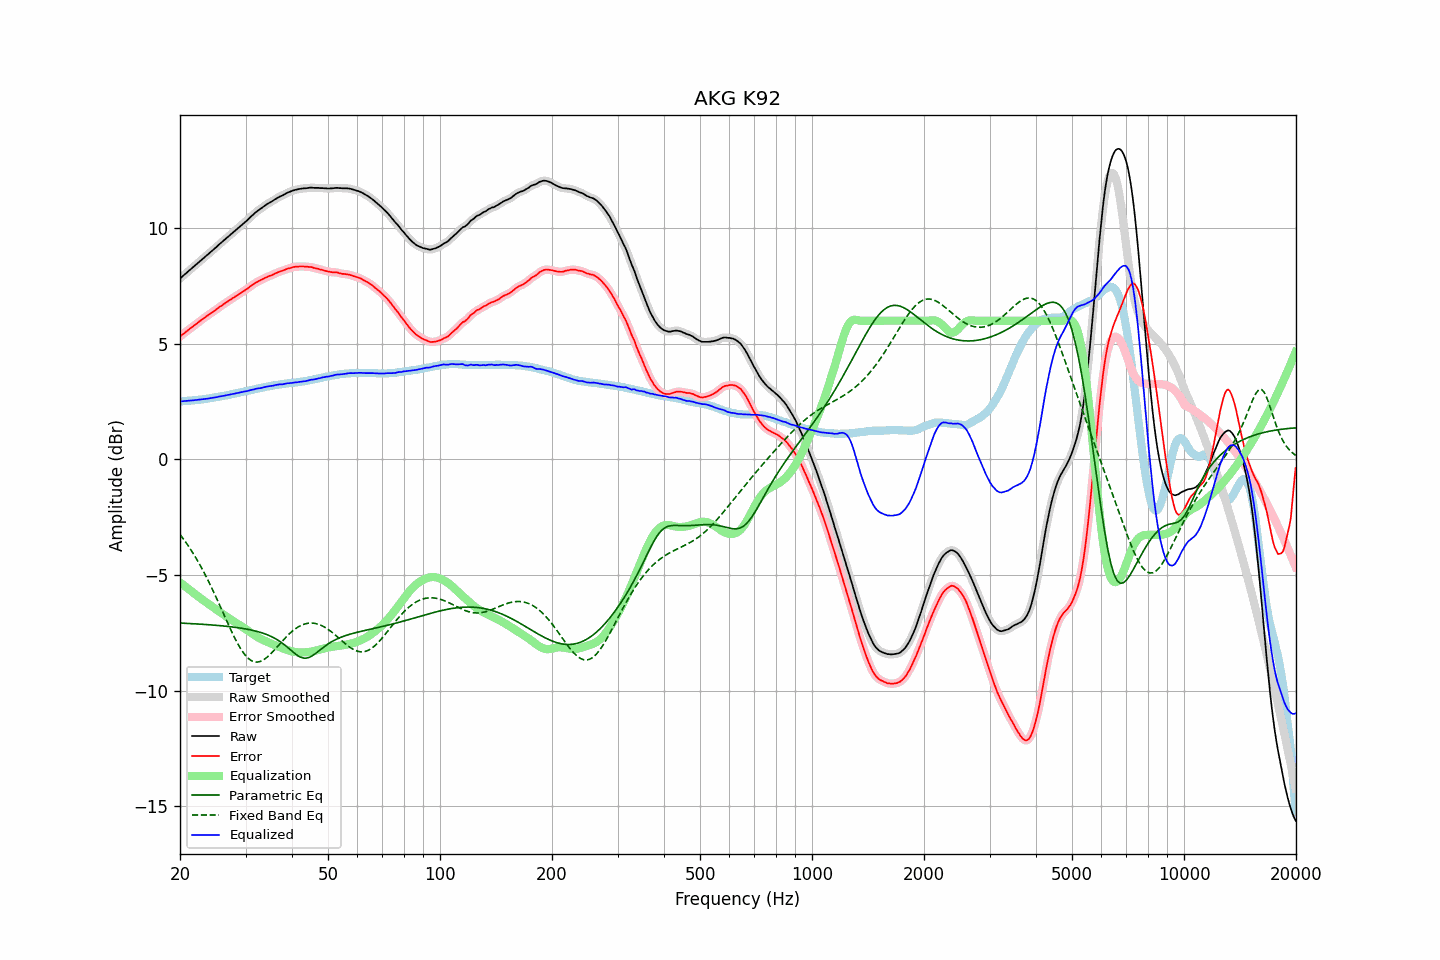 AKG K92
Amplitude (dBr)
10
5
0
−5
−10
−15
Target
Raw Smoothed
Error Smoothed
Raw
Error
Equalization
Parametric Eq
Fixed Band Eq
Equalized
20 50 100 200 500 1000 2000 5000 10000 20000
Frequency (Hz)